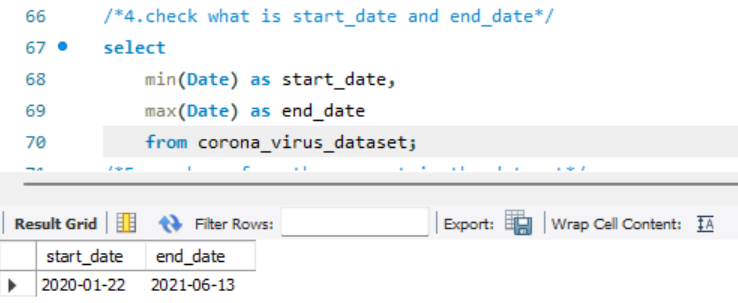 66 /*4.check what is start_date and end_date*/
67 select
68 min(Date) as start_date,
69 max(Date) as end_date
70 from corona_virus_dataset;
Result Grid Filter Rows: Export: Wrap Cell Content:
start_date end_date
2020-01-22 2021-06-13